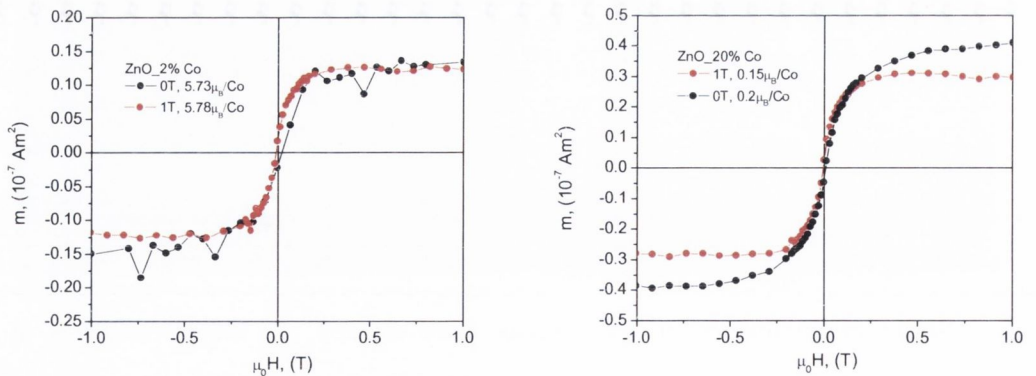 0.20
0.15
0.10
0.05
0.00
-0.05
-0.10
-0.15
-0.20
-0.25
m, (10⁻⁷ Am²)
ZnO_2% Co
0T, 5.73μB/Co
1T, 5.78μB/Co
-1.0 -0.5 0.0 0.5 1.0
μ₀H, (T)
0.5
0.4
0.3
0.2
0.1
0.0
-0.1
-0.2
-0.3
-0.4
-0.5
m, (10⁻⁷ Am²)
ZnO_20% Co
1T, 0.15μB/Co
0T, 0.2μB/Co
-1.0 -0.5 0.0 0.5 1.0
μ₀H, (T)